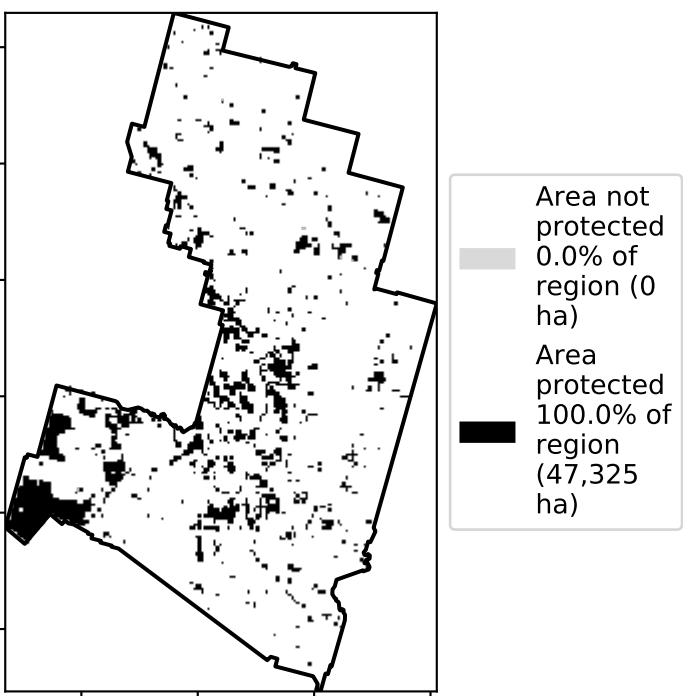 Area not
protected
0.0% of
region (0
ha)
Area
protected
100.0% of
region
(47,325
ha)